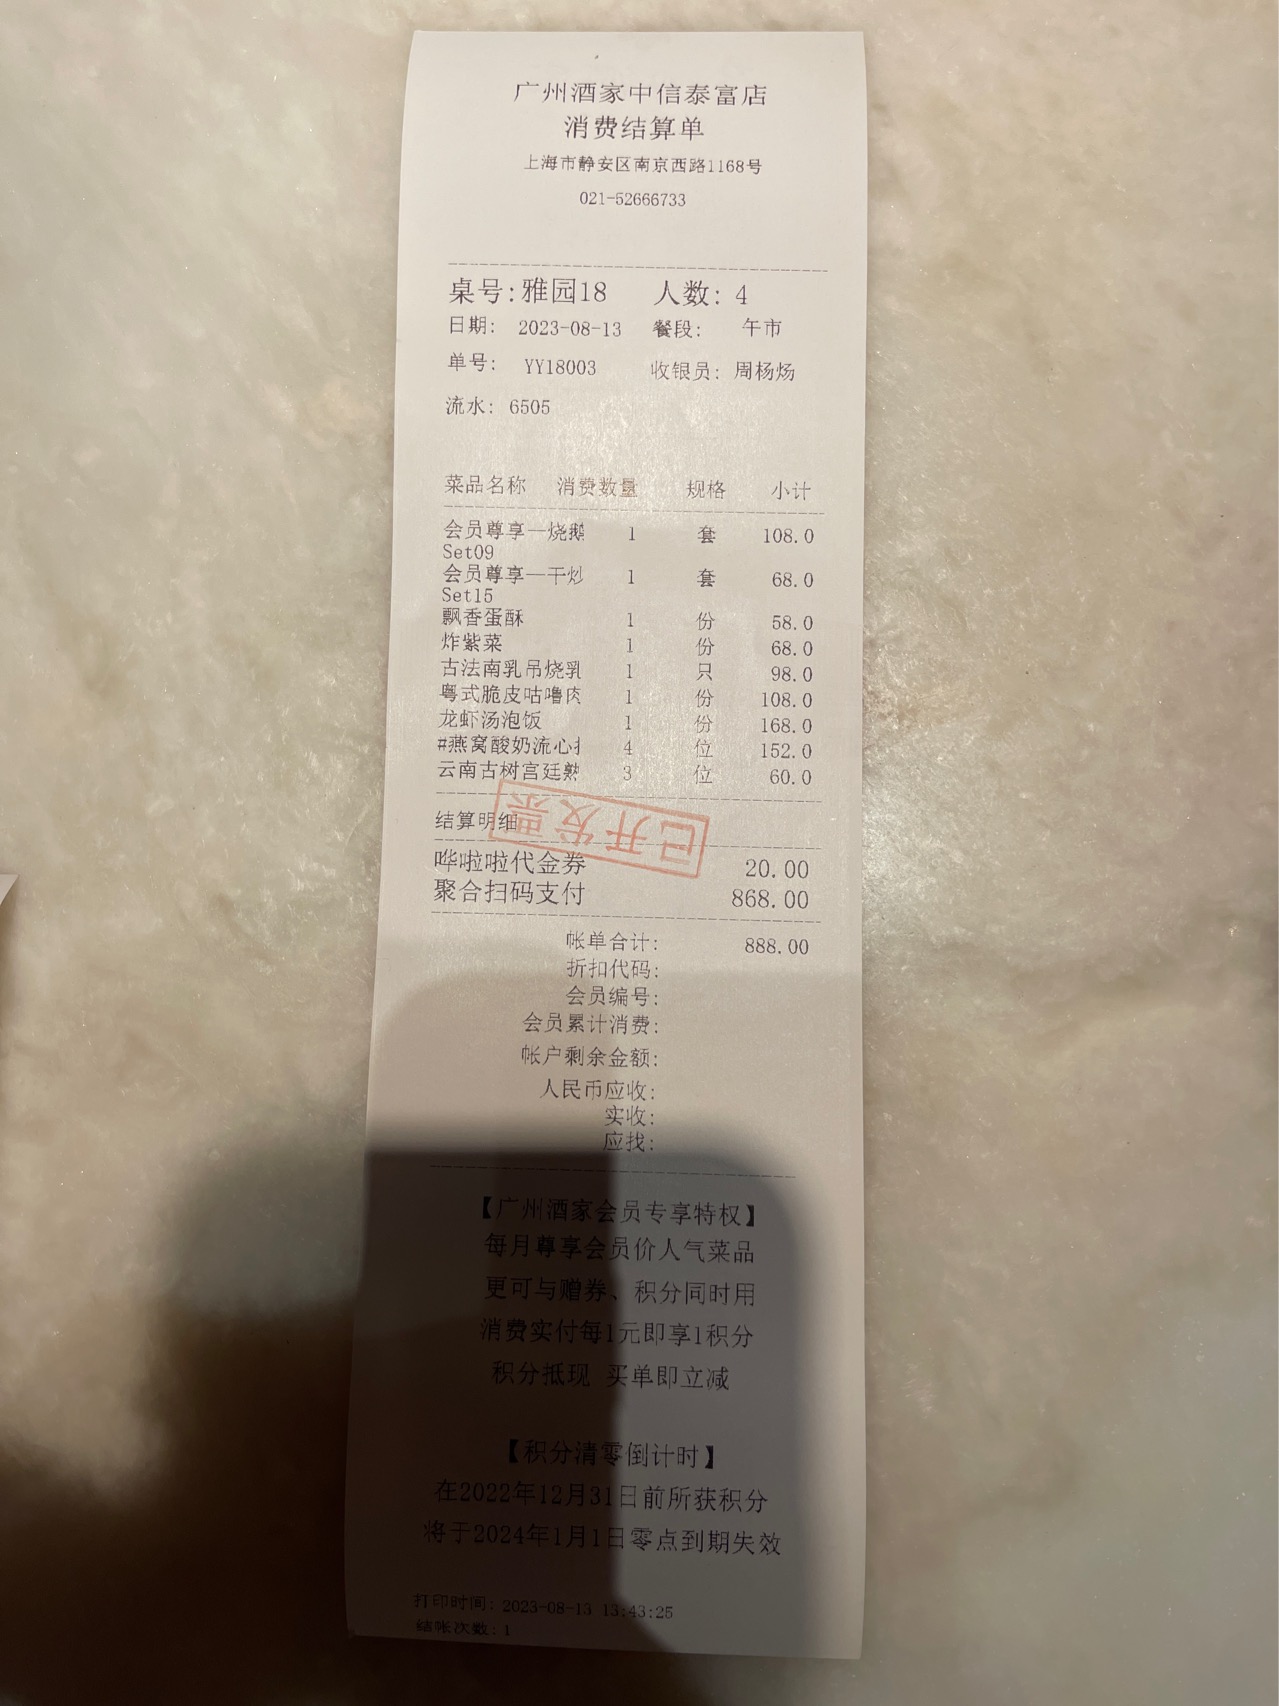 广州酒家中信泰富店
消费结算单
上海市静安区南京西路1168号
021-52666733
桌号:雅园18 人数: 4
日期: 2023-08-13 餐段: 午市
单号: YY18003 收银员: 周杨炀
流水: 6505
菜品名称 消费数量 规格 小计
会员尊享—烧鹅 1 套 108.0
Set09
会员尊享—干炒 1 套 68.0
Set15
飘香蛋酥 1 份 58.0
炸紫菜 1 份 68.0
古法南乳吊烧乳 1 只 98.0
粤式脆皮咕噜肉 1 份 108.0
龙虾汤泡饭 1 份 168.0
#燕窝酸奶流心 4 位 152.0
云南古树宫廷熟 3 位 60.0
已开发票
结算明细
哗啦啦代金券 20.00
聚合扫码支付 868.00
帐单合计: 888.00
折扣代码:
会员编号:
会员累计消费:
帐户剩余金额:
人民币应收:
实收:
应找:
【广州酒家会员专享特权】
每月尊享会员价人气菜品
更可与赠券、积分同时用
消费实付每1元即享1积分
积分抵现 买单即立减
【积分清零倒计时】
在2022年12月31日前所获积分
将于2024年1月1日零点到期失效
打印时间: 2023-08-13 13:43:25
结帐次数: 1